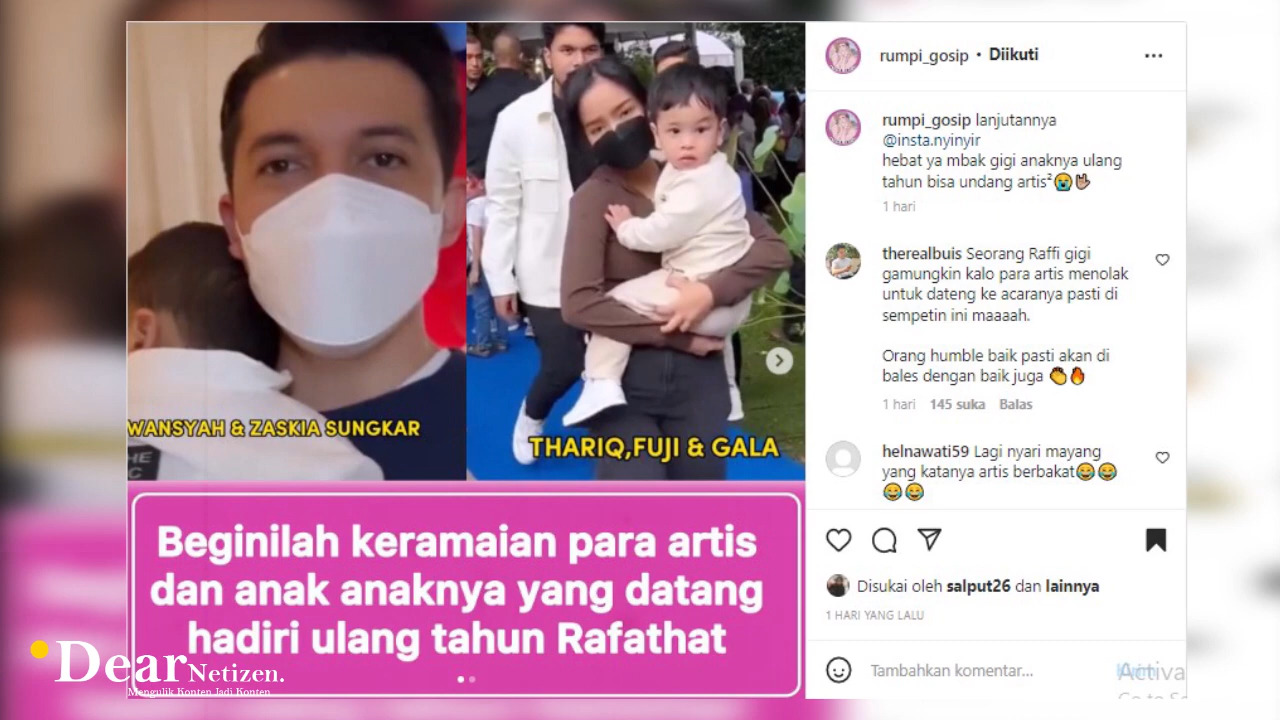 WANSYAH & ZASKIA SUNGKAR
HE
C
THARIQ,FUJI & GALA
Beginilah keramaian para artis
dan anak anaknya yang datang
hadiri ulang tahun Rafathat
Dear Netizen.
Mengulik Konten Jadi Konten
rumpi_gosip • Diikuti
rumpi_gosip lanjutannya
@insta.nyinyir
hebat ya mbak gigi anaknya ulang
tahun bisa undang artis²😭🤟
1 hari
therealbuis Seorang Raffi gigi
gamungkin kalo para artis menolak
untuk dateng ke acaranya pasti di
sempetin ini maaaah.
Orang humble baik pasti akan di
bales dengan baik juga 👏🔥
1 hari 145 suka Balas
helnawati59 Lagi nyari mayang
yang katanya artis berbakat😂😂
😂😂
Disukai oleh salput26 dan lainnya
1 HARI YANG LALU
Tambahkan komentar...
Activa